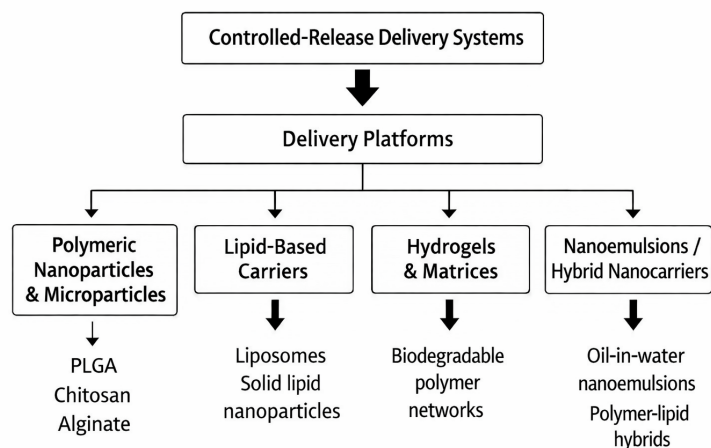 Controlled-Release Delivery Systems
Delivery Platforms
Polymeric
Nanoparticles
& Microparticles
Lipid-Based
Carriers
Hydrogels
& Matrices
Nanoemulsions /
Hybrid Nanocarriers
PLGA
Chitosan
Alginate
Liposomes
Solid lipid
nanoparticles
Biodegradable
polymer
networks
Oil-in-water
nanoemulsions
Polymer-lipid
hybrids